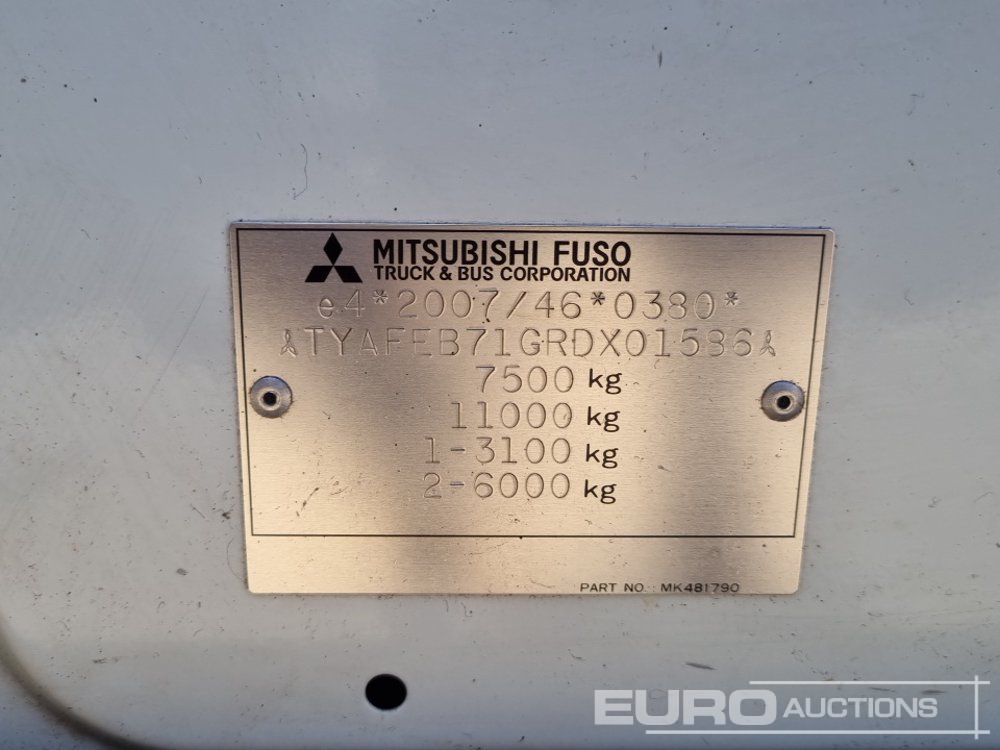 MITSUBISHI FUSO
TRUCK & BUS CORPORATION
e4*2007/46*0380*
TYAFEB71GRDX01586
7500 kg
11000 kg
1-3100 kg
2-6000 kg
PART NO. MK481790
EURO AUCTIONS